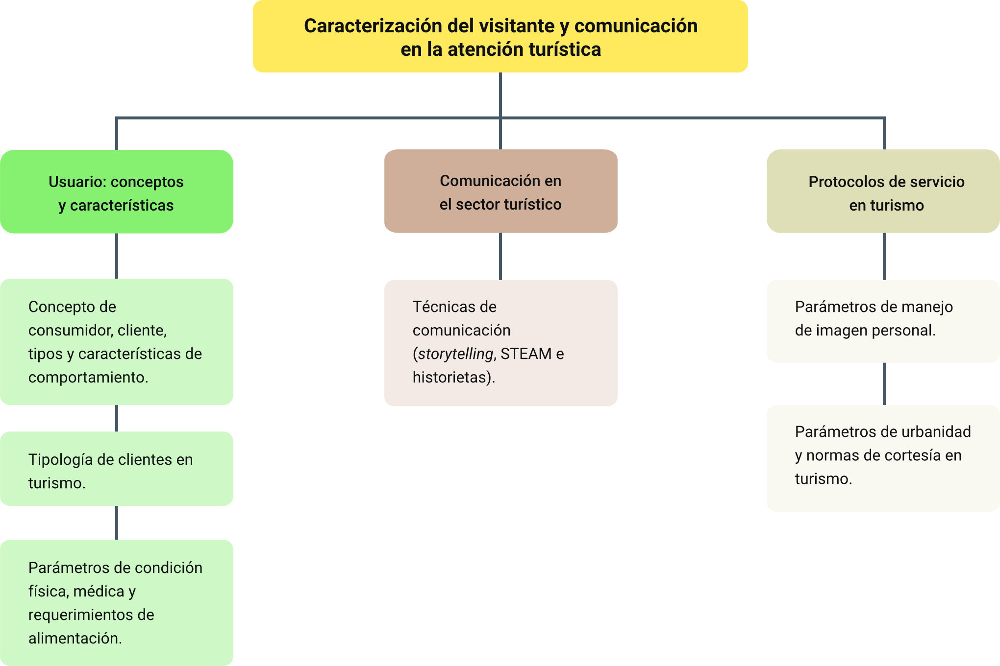 Caracterización del visitante y comunicación
en la atención turística
Usuario: conceptos
y características
Concepto de
consumidor, cliente,
tipos y características de
comportamiento.
Tipología de clientes en
turismo.
Parámetros de condición
física, médica y
requerimientos de
alimentación.
Comunicación en
el sector turístico
Técnicas de
comunicación
(storytelling, STEAM e
historietas).
Protocolos de servicio
en turismo
Parámetros de manejo
de imagen personal.
Parámetros de urbanidad
y normas de cortesía en
turismo.